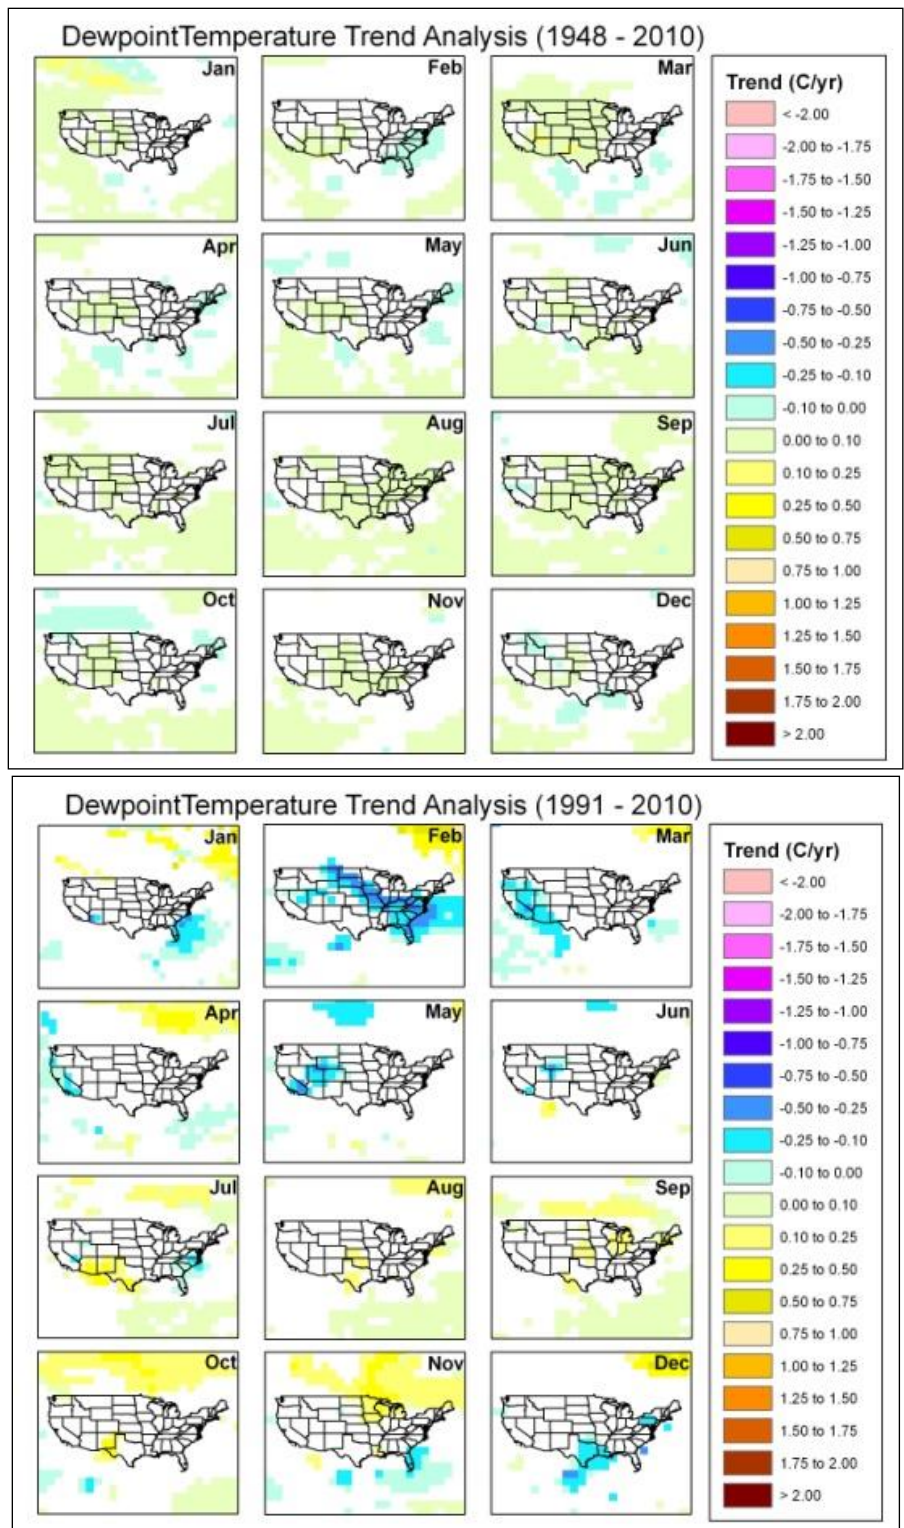 DewpointTemperature Trend Analysis (1948 - 2010)
Jan
Feb
Mar
Apr
May
Jun
Jul
Aug
Sep
Oct
Nov
Dec
Trend (C/yr)
< -2.00
-2.00 to -1.75
-1.75 to -1.50
-1.50 to -1.25
-1.25 to -1.00
-1.00 to -0.75
-0.75 to -0.50
-0.50 to -0.25
-0.25 to -0.10
-0.10 to 0.00
0.00 to 0.10
0.10 to 0.25
0.25 to 0.50
0.50 to 0.75
0.75 to 1.00
1.00 to 1.25
1.25 to 1.50
1.50 to 1.75
1.75 to 2.00
> 2.00
DewpointTemperature Trend Analysis (1991 - 2010)
Jan
Feb
Mar
Apr
May
Jun
Jul
Aug
Sep
Oct
Nov
Dec
Trend (C/yr)
< -2.00
-2.00 to -1.75
-1.75 to -1.50
-1.50 to -1.25
-1.25 to -1.00
-1.00 to -0.75
-0.75 to -0.50
-0.50 to -0.25
-0.25 to -0.10
-0.10 to 0.00
0.00 to 0.10
0.10 to 0.25
0.25 to 0.50
0.50 to 0.75
0.75 to 1.00
1.00 to 1.25
1.25 to 1.50
1.50 to 1.75
1.75 to 2.00
> 2.00